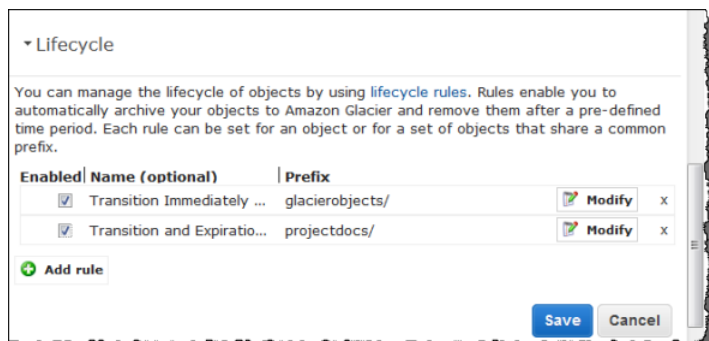 Lifecycle
You can manage the lifecycle of objects by using lifecycle rules. Rules enable you to
automatically archive your objects to Amazon Glacier and remove them after a pre-defined
time period. Each rule can be set for an object or for a set of objects that share a common
prefix.
Enabled Name (optional) Prefix
Transition Immediately ... glacierobjects/ Modify x
Transition and Expiratio... projectdocs/ Modify x
Add rule
Save Cancel